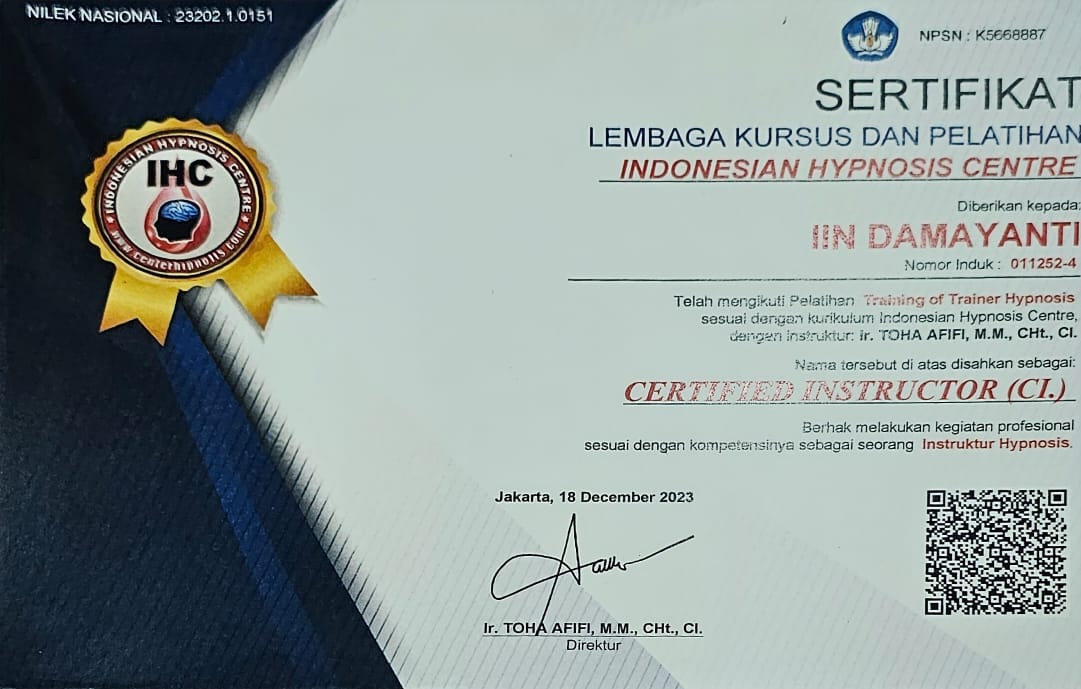 NILEK NASIONAL : 23202.1.0151
NPSN : K5668887
SERTIFIKAT
LEMBAGA KURSUS DAN PELATIHAN
INDONESIAN HYPNOSIS CENTRE
INDONESIAN HYPNOSIS CENTRE
IHC
www.centerhipnotis.com
Diberikan kepada:
IIN DAMAYANTI
Nomor Induk : 011252-4
Telah mengikuti Pelatihan Training of Trainer Hypnosis
sesuai dengan kurikulum Indonesian Hypnosis Centre,
dengan instruktur: ir. TOHA AFIFI, M.M., CHt., CI.
Nama tersebut di atas disahkan sebagai:
CERTIFIED INSTRUCTOR (CI.)
Berhak melakukan kegiatan profesional
sesuai dengan kompetensinya sebagai seorang Instruktur Hypnosis.
Jakarta, 18 December 2023
Ir. TOHA AFIFI, M.M., CHt., CI.
Direktur